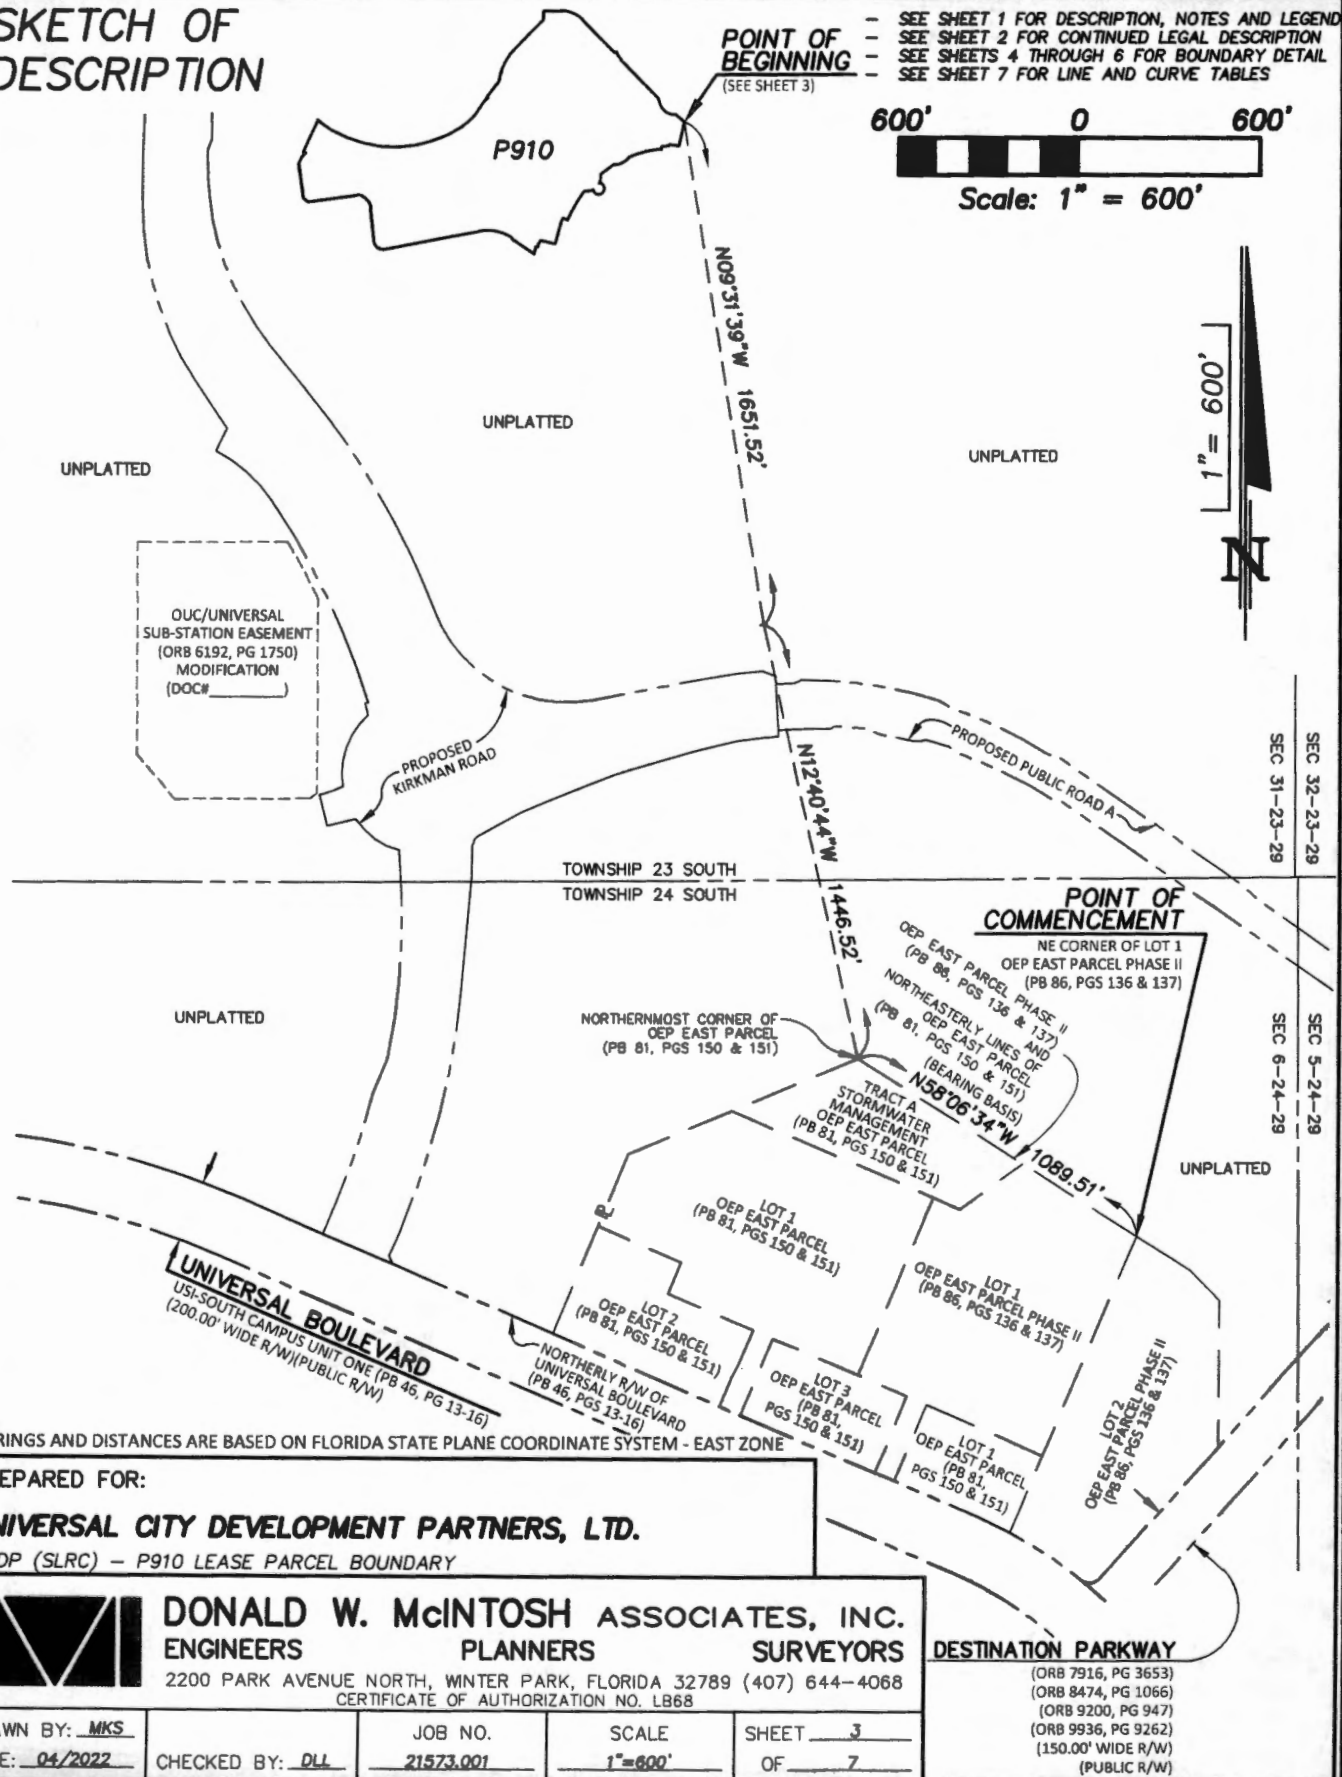 SKETCH OF
DESCRIPTION
POINT OF
BEGINNING
(SEE SHEET 3)
- SEE SHEET 1 FOR DESCRIPTION, NOTES AND LEGEND
- SEE SHEET 2 FOR CONTINUED LEGAL DESCRIPTION
- SEE SHEETS 4 THROUGH 6 FOR BOUNDARY DETAIL
- SEE SHEET 7 FOR LINE AND CURVE TABLES
600' 0 600'
Scale: 1" = 600'
P910
N09°31'39"W 1651.52'
1"= 600'
N
UNPLATTED
UNPLATTED
UNPLATTED
OUC/UNIVERSAL
SUB-STATION EASEMENT
(ORB 6192, PG 1750)
MODIFICATION
(DOC#________)
PROPOSED
KIRKMAN ROAD
PROPOSED PUBLIC ROAD A
N12°40'44"W 1446.52'
SEC 31-23-29
SEC 32-23-29
TOWNSHIP 23 SOUTH
TOWNSHIP 24 SOUTH
POINT OF
COMMENCEMENT
NE CORNER OF LOT 1
OEP EAST PARCEL PHASE II
(PB 86, PGS 136 & 137)
OEP EAST PARCEL PHASE II
(PB 86, PGS 136 & 137)
NORTHEASTERLY LINES OF AND
OEP EAST PARCEL
(PB 81, PGS 150 & 151)
(BEARING BASIS)
N58°06'34"W 1089.51'
UNPLATTED
NORTHERNMOST CORNER OF
OEP EAST PARCEL
(PB 81, PGS 150 & 151)
SEC 6-24-29
SEC 5-24-29
TRACT A
STORMWATER
MANAGEMENT
OEP EAST PARCEL
(PB 81, PGS 150 & 151)
UNPLATTED
LOT 1
OEP EAST PARCEL
(PB 81, PGS 150 & 151)
LOT 1
OEP EAST PARCEL PHASE II
(PB 86, PGS 136 & 137)
LOT 2
OEP EAST PARCEL
(PB 81, PGS 150 & 151)
LOT 3
OEP EAST PARCEL
(PB 81,
PGS 150 & 151)
LOT 1
OEP EAST PARCEL
(PB 81,
PGS 150 & 151)
LOT 2
OEP EAST PARCEL PHASE II
(PB 86, PGS 136 & 137)
UNIVERSAL BOULEVARD
USI-SOUTH CAMPUS UNIT ONE (PB 46, PG 13-16)
(200.00' WIDE R/W)(PUBLIC R/W)
NORTHERLY R/W OF
UNIVERSAL BOULEVARD
(PB 46, PGS 13-16)
RINGS AND DISTANCES ARE BASED ON FLORIDA STATE PLANE COORDINATE SYSTEM - EAST ZONE
EPARED FOR:
NIVERSAL CITY DEVELOPMENT PARTNERS, LTD.
DP (SLRC) - P910 LEASE PARCEL BOUNDARY
DONALD W. McINTOSH ASSOCIATES, INC.
ENGINEERS PLANNERS SURVEYORS
2200 PARK AVENUE NORTH, WINTER PARK, FLORIDA 32789 (407) 644-4068
CERTIFICATE OF AUTHORIZATION NO. LB68
DESTINATION PARKWAY
(ORB 7916, PG 3653)
(ORB 8474, PG 1066)
(ORB 9200, PG 947)
(ORB 9936, PG 9262)
(150.00' WIDE R/W)
(PUBLIC R/W)
AWN BY: MKS
E: 04/2022
CHECKED BY: DLL
JOB NO.
21573.001
SCALE
1"=600'
SHEET 3
OF 7